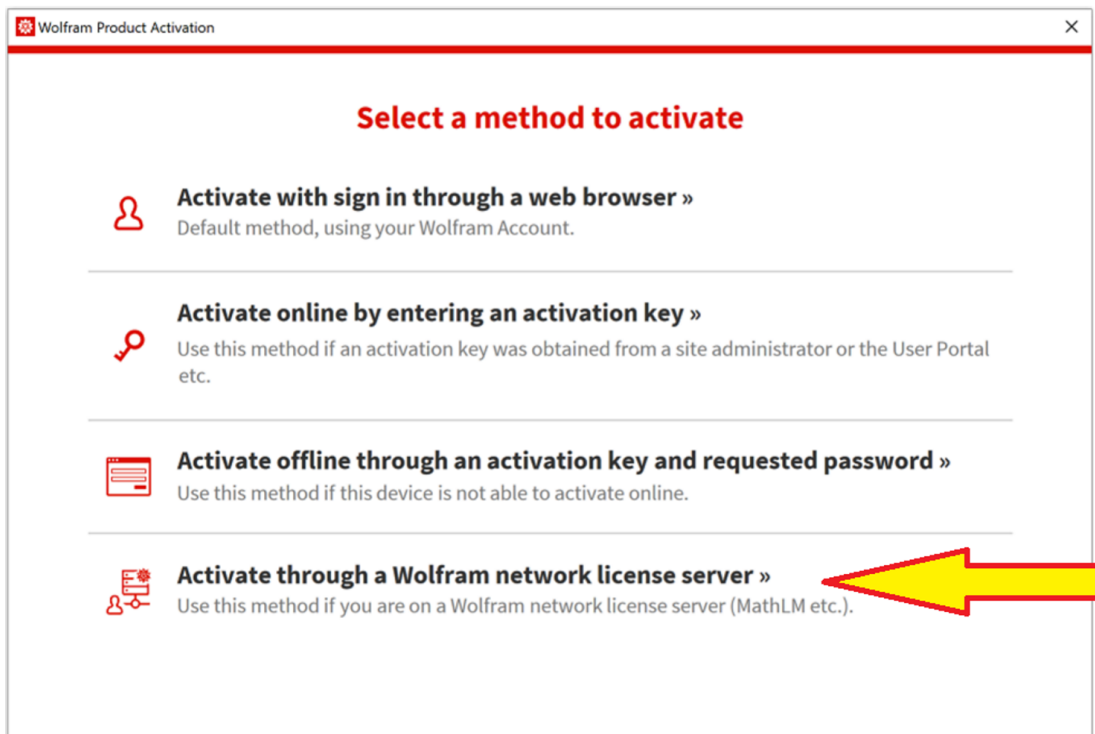 Wolfram Product Activation
Select a method to activate
Activate with sign in through a web browser »
Default method, using your Wolfram Account.
Activate online by entering an activation key »
Use this method if an activation key was obtained from a site administrator or the User Portal
etc.
Activate offline through an activation key and requested password »
Use this method if this device is not able to activate online.
Activate through a Wolfram network license server »
Use this method if you are on a Wolfram network license server (MathLM etc.).